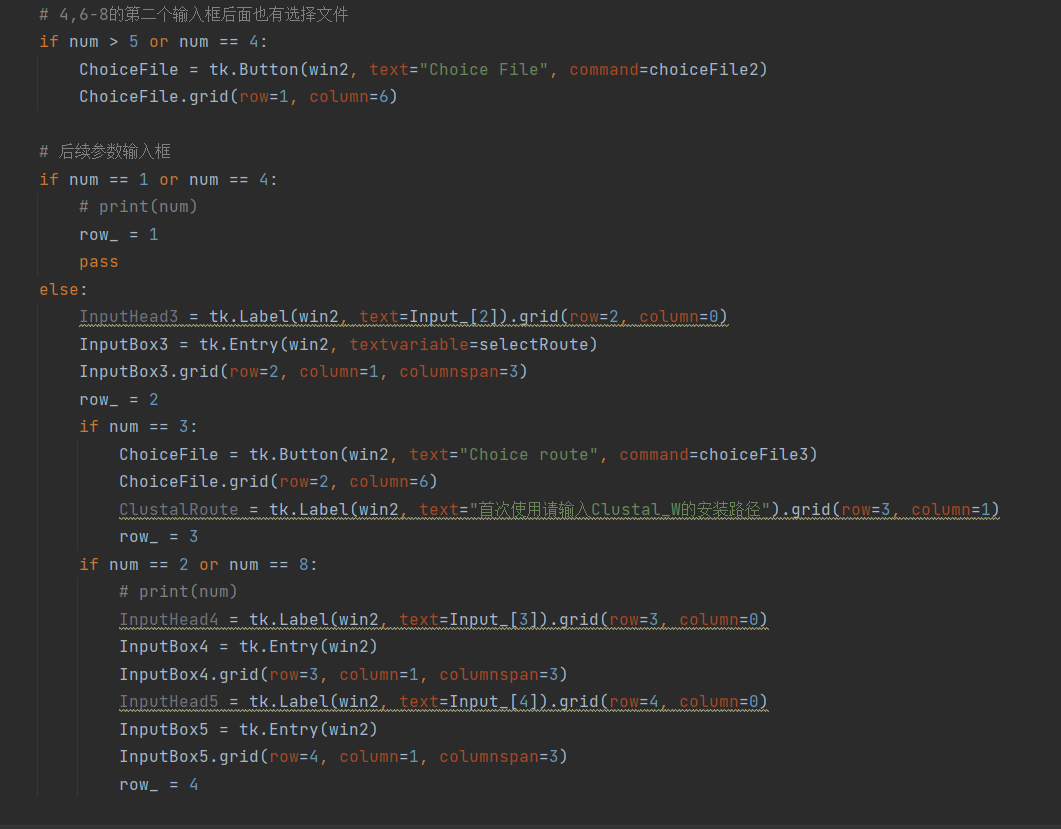 # 4,6-8的第二个输入框后面也有选择文件
if num > 5 or num == 4:
    ChoiceFile = tk.Button(win2, text="Choice File", command=choiceFile2)
    ChoiceFile.grid(row=1, column=6)

# 后续参数输入框
if num == 1 or num == 4:
    # print(num)
    row_ = 1
    pass
else:
    InputHead3 = tk.Label(win2, text=Input_[2]).grid(row=2, column=0)
    InputBox3 = tk.Entry(win2, textvariable=selectRoute)
    InputBox3.grid(row=2, column=1, columnspan=3)
    row_ = 2
    if num == 3:
        ChoiceFile = tk.Button(win2, text="Choice route", command=choiceFile3)
        ChoiceFile.grid(row=2, column=6)
        ClustalRoute = tk.Label(win2, text="首次使用请输入Clustal_W的安装路径").grid(row=3, column=1)
        row_ = 3
    if num == 2 or num == 8:
        # print(num)
        InputHead4 = tk.Label(win2, text=Input_[3]).grid(row=3, column=0)
        InputBox4 = tk.Entry(win2)
        InputBox4.grid(row=3, column=1, columnspan=3)
        InputHead5 = tk.Label(win2, text=Input_[4]).grid(row=4, column=0)
        InputBox5 = tk.Entry(win2)
        InputBox5.grid(row=4, column=1, columnspan=3)
        row_ = 4